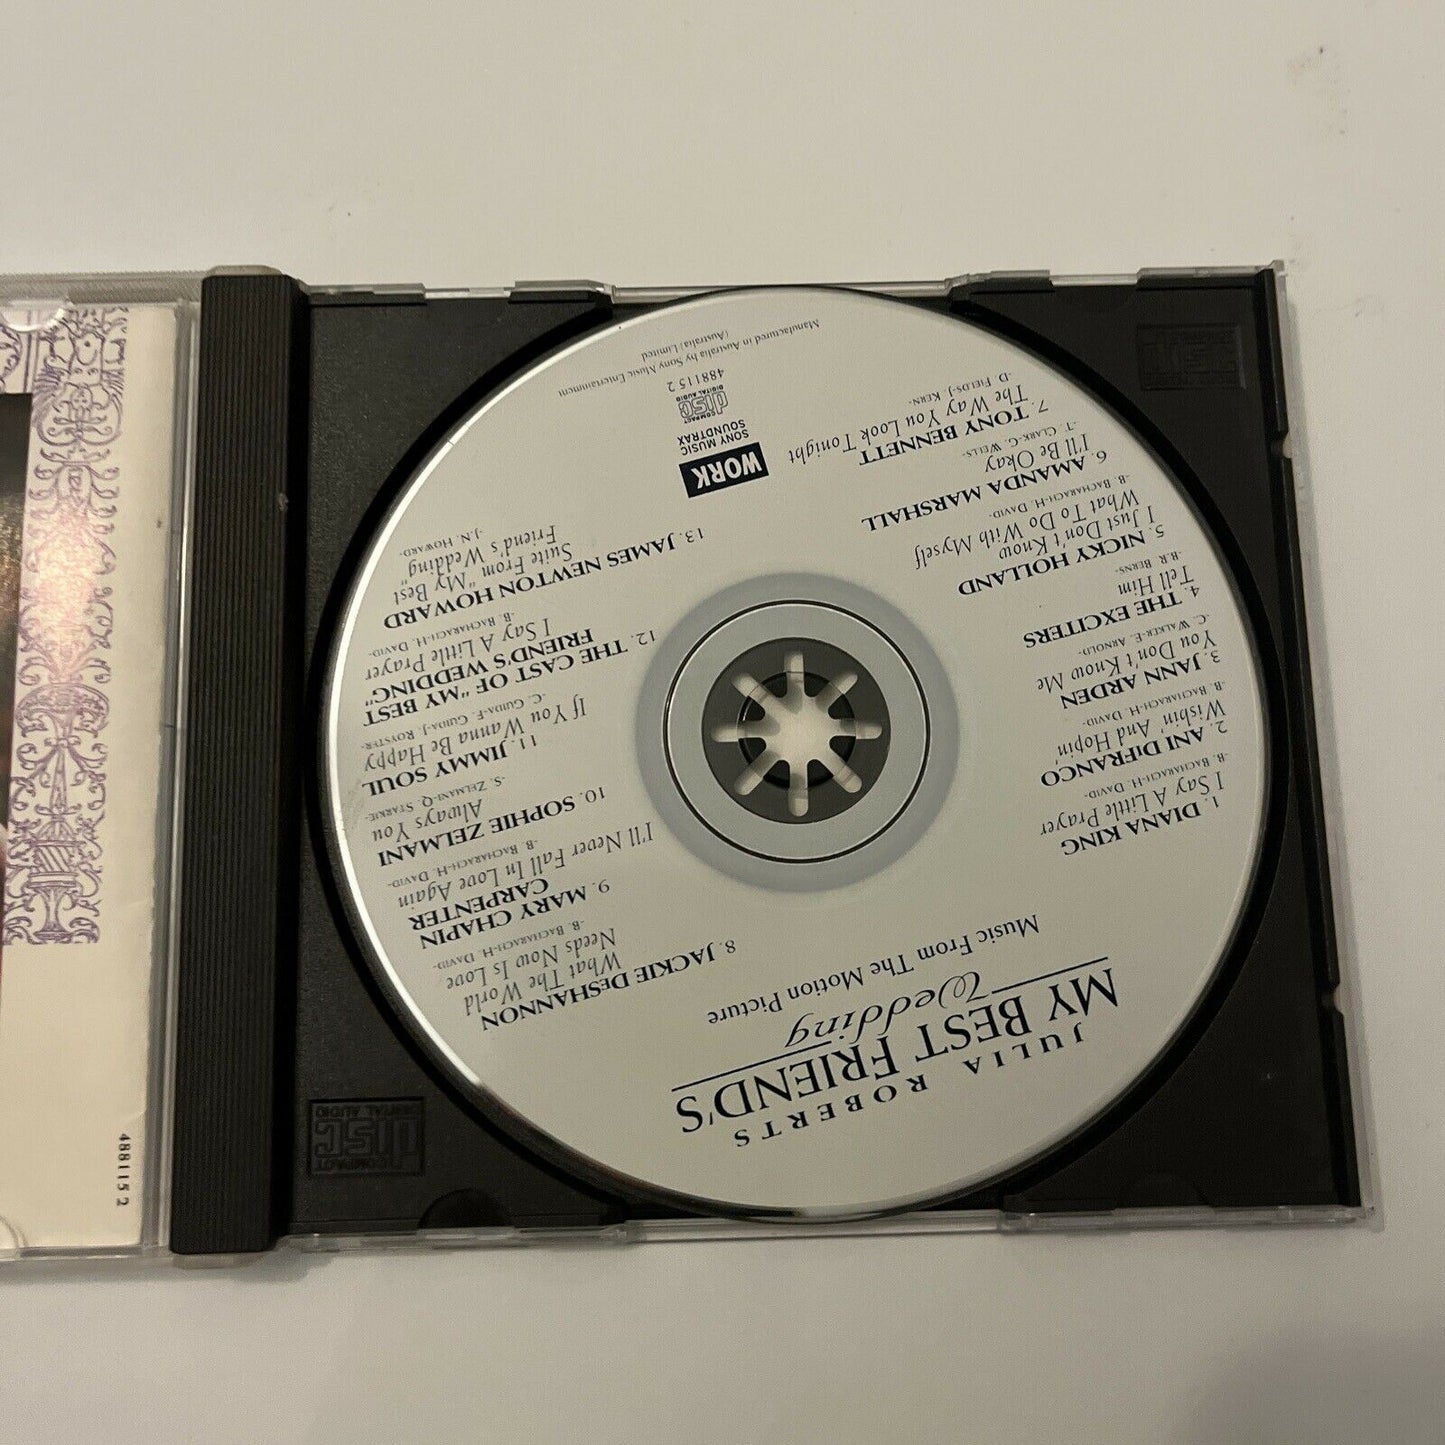 JULIA ROBERTS
MY BEST FRIEND'S
Wedding
Music From The Motion Picture
1. DIANA KING
I Say A Little Prayer
-B. BACHARACH-H. DAVID-
2. ANI DiFRANCO
Wishin' And Hopin'
-B. BACHARACH-H. DAVID-
3. JANN ARDEN
You Don't Know Me
-C. WALKER-E. ARNOLD-
4. THE EXCITERS
Tell Him
-B.R. BERNS-
5. NICKY HOLLAND
I Just Don't Know
What To Do With Myself
-B. BACHARACH-H. DAVID-
6. AMANDA MARSHALL
I'll Be Okay
-T. CLARK-G. WELLS-
7. TONY BENNETT
The Way You Look Tonight
-D. FIELDS-J. KERN-
8. JACKIE DeSHANNON
What The World
Needs Now Is Love
-B. BACHARACH-H. DAVID-
9. MARY CHAPIN
CARPENTER
I'll Never Fall In Love Again
-B. BACHARACH-H. DAVID-
10. SOPHIE ZELMANI
Always You
-S. ZELMANI-Q. STARKIE-
11. JIMMY SOUL
If You Wanna Be Happy
-C. GUIDA-F. GUIDA-J. ROYSTER-
12. THE CAST OF "MY BEST
FRIEND'S WEDDING"
I Say A Little Prayer
-B. BACHARACH-H. DAVID-
13. JAMES NEWTON HOWARD
Suite From "My Best
Friend's Wedding"
-J.N. HOWARD-
WORK
SONY MUSIC
SOUNDTRAX
COMPACT
disc
DIGITAL AUDIO
488115 2
Manufactured in Australia by Sony Music Entertainment
(Australia) Limited
COMPACT
disc
DIGITAL AUDIO
disc
488115 2